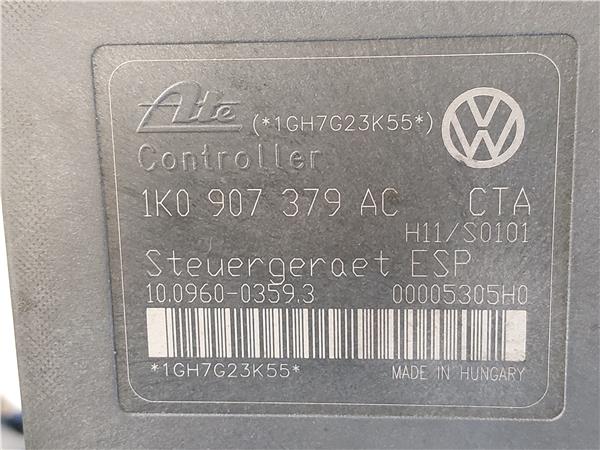 Ate (*1GH7G23K55*)
Controller
1K0 907 379 AC CTA
H11/S0101
Steuergeraet ESP
10.0960-0359.3 00005305H0
*1GH7G23K55* MADE IN HUNGARY